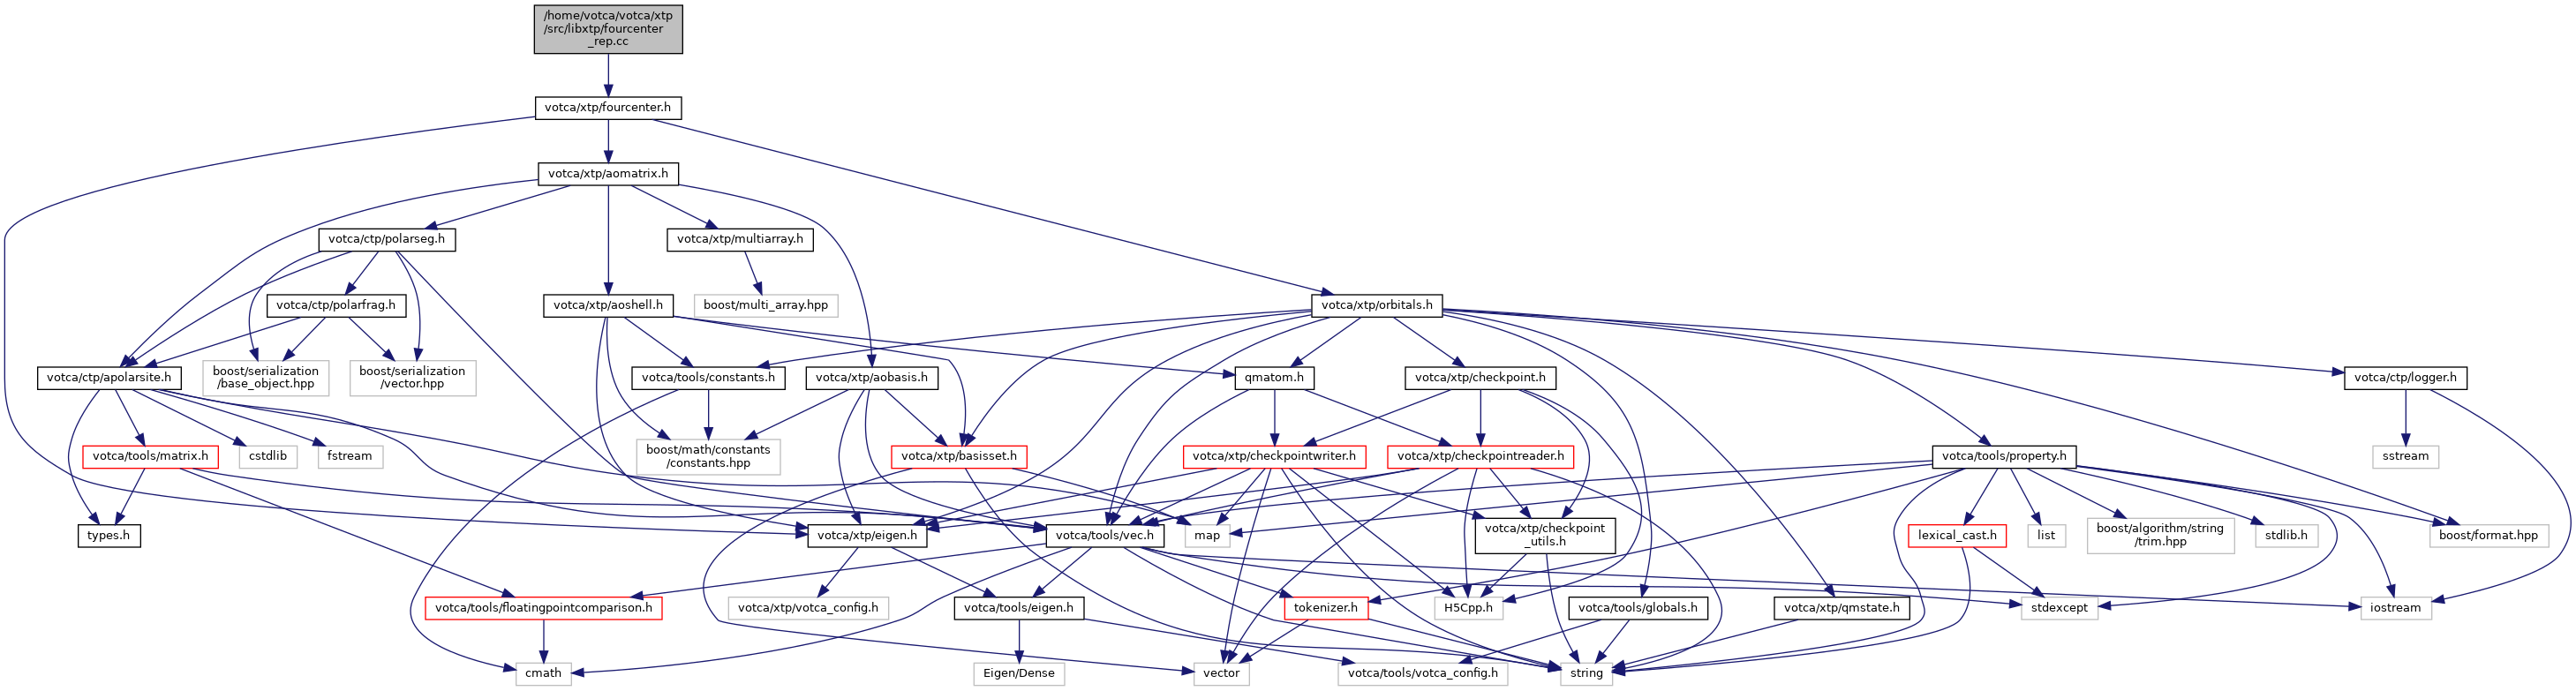 /home/votca/votca/xtp
/src/libxtp/fourcenter
_rep.cc
votca/xtp/fourcenter.h
votca/xtp/aomatrix.h
votca/ctp/polarseg.h
votca/xtp/multiarray.h
votca/ctp/polarfrag.h
votca/xtp/aoshell.h
boost/multi_array.hpp
votca/xtp/orbitals.h
votca/ctp/apolarsite.h
boost/serialization
/base_object.hpp
boost/serialization
/vector.hpp
votca/tools/constants.h
votca/xtp/aobasis.h
qmatom.h
votca/xtp/checkpoint.h
votca/ctp/logger.h
votca/tools/matrix.h
cstdlib
fstream
boost/math/constants
/constants.hpp
votca/xtp/basisset.h
votca/xtp/checkpointwriter.h
votca/xtp/checkpointreader.h
votca/tools/property.h
sstream
types.h
votca/xtp/eigen.h
votca/tools/vec.h
map
votca/xtp/checkpoint
_utils.h
lexical_cast.h
list
boost/algorithm/string
/trim.hpp
stdlib.h
boost/format.hpp
votca/tools/floatingpointcomparison.h
votca/xtp/votca_config.h
votca/tools/eigen.h
tokenizer.h
H5Cpp.h
votca/tools/globals.h
votca/xtp/qmstate.h
stdexcept
iostream
cmath
Eigen/Dense
vector
votca/tools/votca_config.h
string